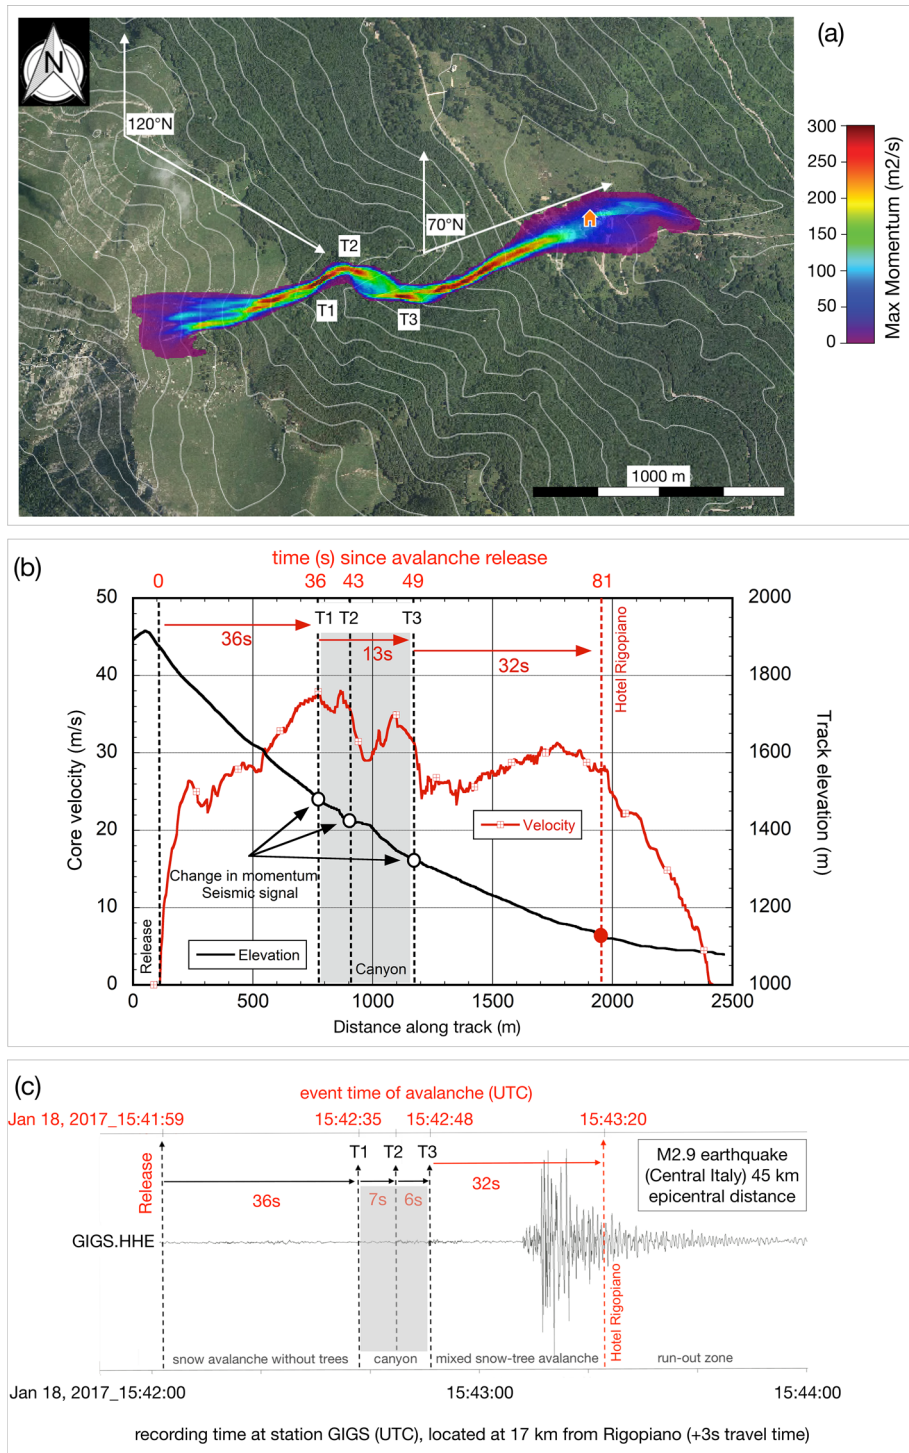 (a)
N
120°N
70°N
T2
T1
T3
1000 m
300
250
200
150
100
50
0
Max Momentum (m2/s)
(b)
time (s) since avalanche release
0 36 43 49 81
50 2000
40 1800
30 1600
20 1400
10 1200
0 1000
T1 T2 T3
36s
13s
32s
Hotel Rigopiano
Core velocity (m/s)
Track elevation (m)
Velocity
Change in momentum
Seismic signal
Release
Elevation
Canyon
0 500 1000 1500 2000 2500
Distance along track (m)
(c)
event time of avalanche (UTC)
Jan 18, 2017_15:41:59 15:42:35 15:42:48 15:43:20
T1 T2 T3
Release
36s
7s
6s
32s
M2.9 earthquake
(Central Italy) 45 km
epicentral distance
GIGS.HHE
Hotel Rigopiano
snow avalanche without trees canyon mixed snow-tree avalanche run-out zone
Jan 18, 2017_15:42:00 15:43:00 15:44:00
recording time at station GIGS (UTC), located at 17 km from Rigopiano (+3s travel time)